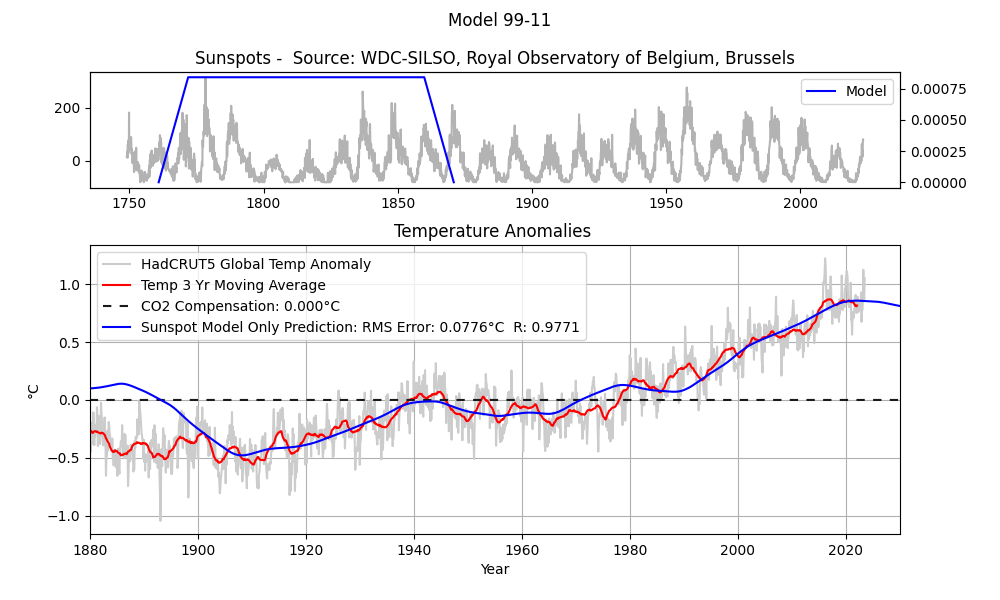 Model 99-11
Sunspots -  Source: WDC-SILSO, Royal Observatory of Belgium, Brussels
Model
200
0
0.00075
0.00050
0.00025
0.00000
1750
1800
1850
1900
1950
2000
Temperature Anomalies
HadCRUT5 Global Temp Anomaly
Temp 3 Yr Moving Average
CO2 Compensation: 0.000°C
Sunspot Model Only Prediction: RMS Error: 0.0776°C  R: 0.9771
°C
1.0
0.5
0.0
−0.5
−1.0
1880
1900
1920
1940
1960
1980
2000
2020
Year